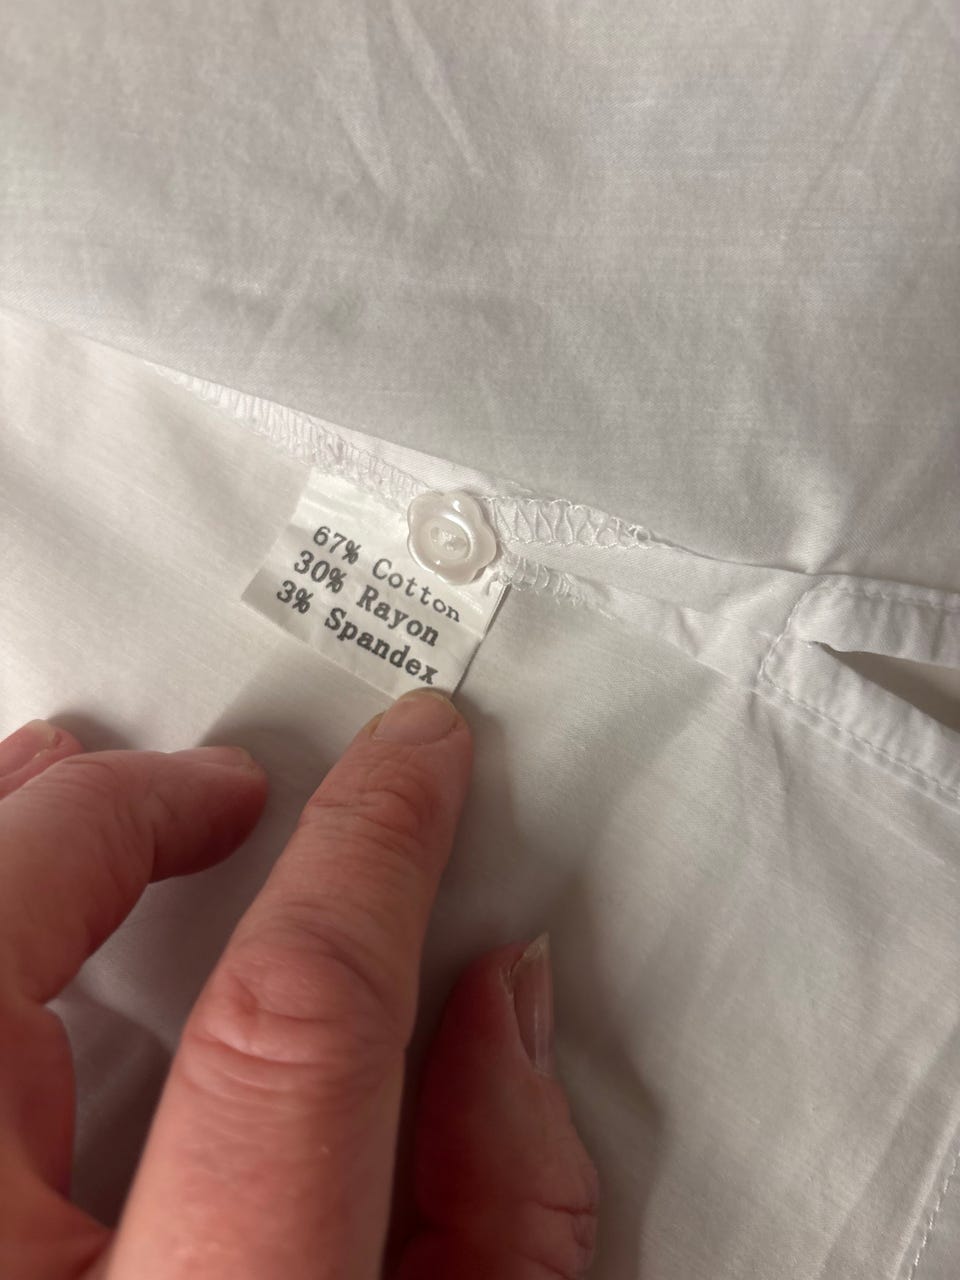 67% Cotton
30% Rayon
3% Spandex